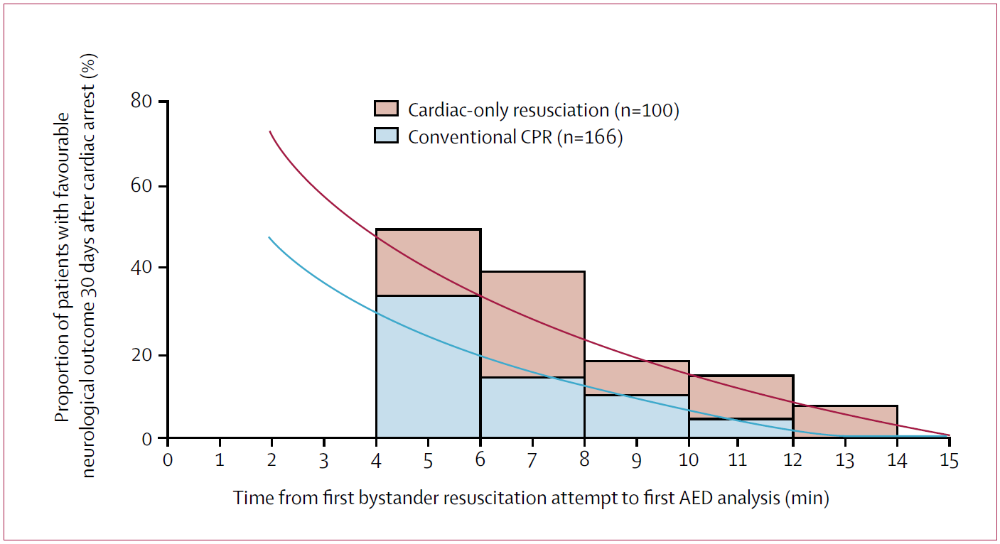 Proportion of patients with favourable
neurological outcome 30 days after cardiac arrest (%)
80
60
40
20
0
Cardiac-only resusciation (n=100)
Conventional CPR (n=166)
0 1 2 3 4 5 6 7 8 9 10 11 12 13 14 15
Time from first bystander resuscitation attempt to first AED analysis (min)